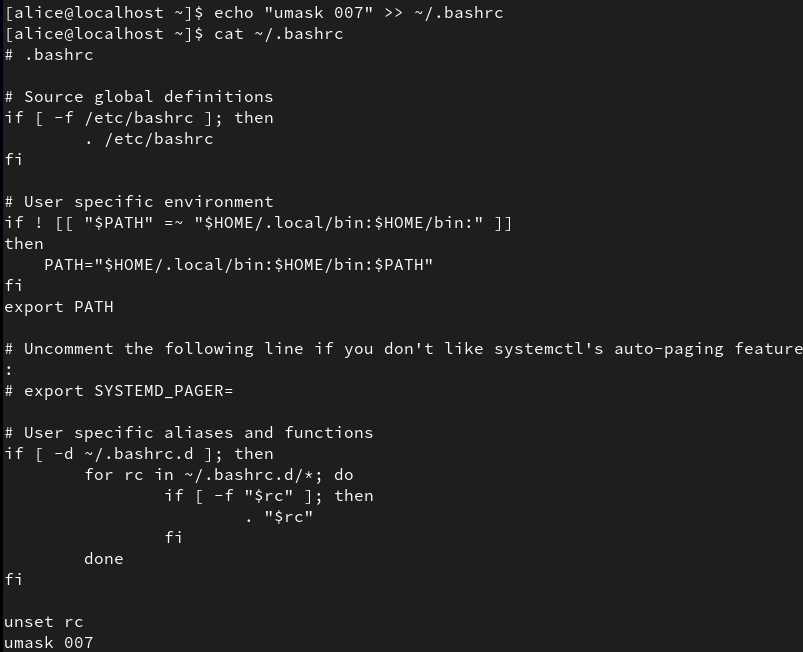 [alice@localhost ~]$ echo "umask 007" >> ~/.bashrc
[alice@localhost ~]$ cat ~/.bashrc
# .bashrc

# Source global definitions
if [ -f /etc/bashrc ]; then
        . /etc/bashrc
fi

# User specific environment
if ! [[ "$PATH" =~ "$HOME/.local/bin:$HOME/bin:" ]]
then
    PATH="$HOME/.local/bin:$HOME/bin:$PATH"
fi
export PATH

# Uncomment the following line if you don't like systemctl's auto-paging feature
:
# export SYSTEMD_PAGER=

# User specific aliases and functions
if [ -d ~/.bashrc.d ]; then
        for rc in ~/.bashrc.d/*; do
                if [ -f "$rc" ]; then
                        . "$rc"
                fi
        done
fi

unset rc
umask 007